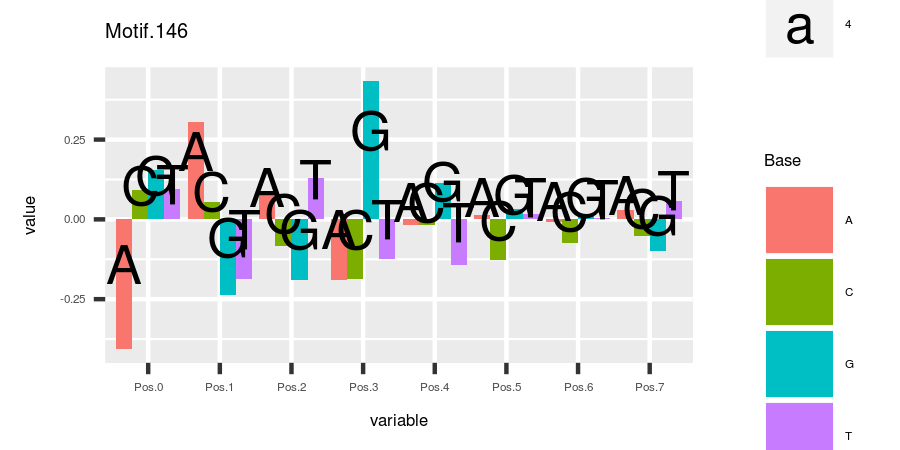 Motif.146
a 4
value
0.25
0.00
-0.25
A C G T A C G T A C G T A C G T A C G T A C G T A C G T A C G T
Pos.0 Pos.1 Pos.2 Pos.3 Pos.4 Pos.5 Pos.6 Pos.7
variable
Base
A
C
G
T